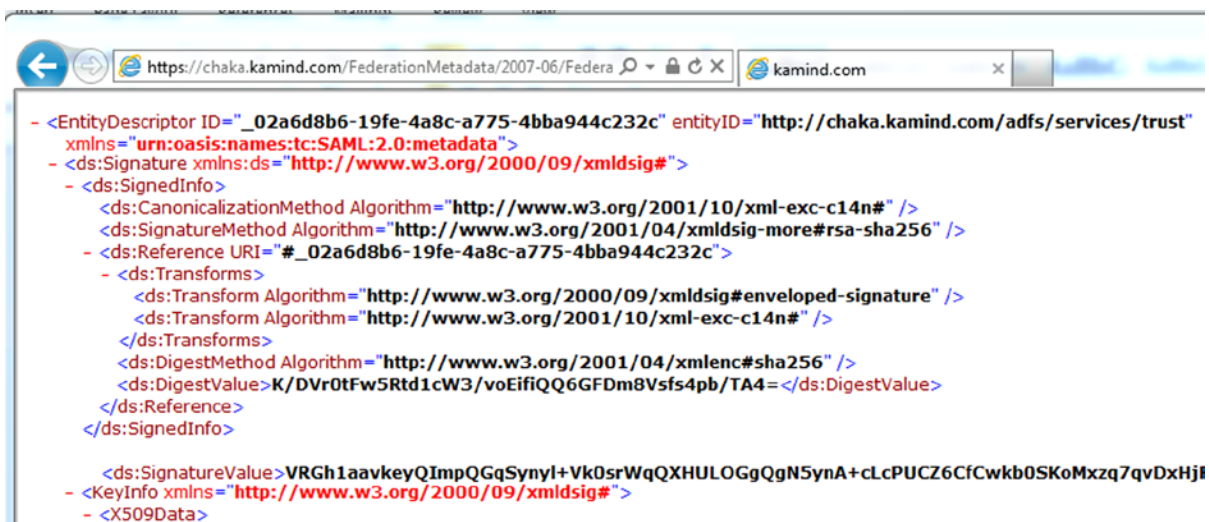 https://chaka.kamind.com/FederationMetadata/2007-06/Federa
kamind.com
- <EntityDescriptor ID="_02a6d8b6-19fe-4a8c-a775-4bba944c232c" entityID="http://chaka.kamind.com/adfs/services/trust"
xmlns="urn:oasis:names:tc:SAML:2.0:metadata">
- <ds:Signature xmlns:ds="http://www.w3.org/2000/09/xmldsig#">
- <ds:SignedInfo>
<ds:CanonicalizationMethod Algorithm="http://www.w3.org/2001/10/xml-exc-c14n#" />
<ds:SignatureMethod Algorithm="http://www.w3.org/2001/04/xmldsig-more#rsa-sha256" />
- <ds:Reference URI="#_02a6d8b6-19fe-4a8c-a775-4bba944c232c">
- <ds:Transforms>
<ds:Transform Algorithm="http://www.w3.org/2000/09/xmldsig#enveloped-signature" />
<ds:Transform Algorithm="http://www.w3.org/2001/10/xml-exc-c14n#" />
</ds:Transforms>
<ds:DigestMethod Algorithm="http://www.w3.org/2001/04/xmlenc#sha256" />
<ds:DigestValue>K/DVr0tFw5Rtd1cW3/voEifiQQ6GFDm8Vsfs4pb/TA4=</ds:DigestValue>
</ds:Reference>
</ds:SignedInfo>
<ds:SignatureValue>VRGh1aavkeyQImpQGqSynyl+Vk0srWqQXHULOGgQgN5ynA+cLcPUCZ6CfCwkb0SKoMxzq7qvDxHj
- <KeyInfo xmlns="http://www.w3.org/2000/09/xmldsig#">
- <X509Data>